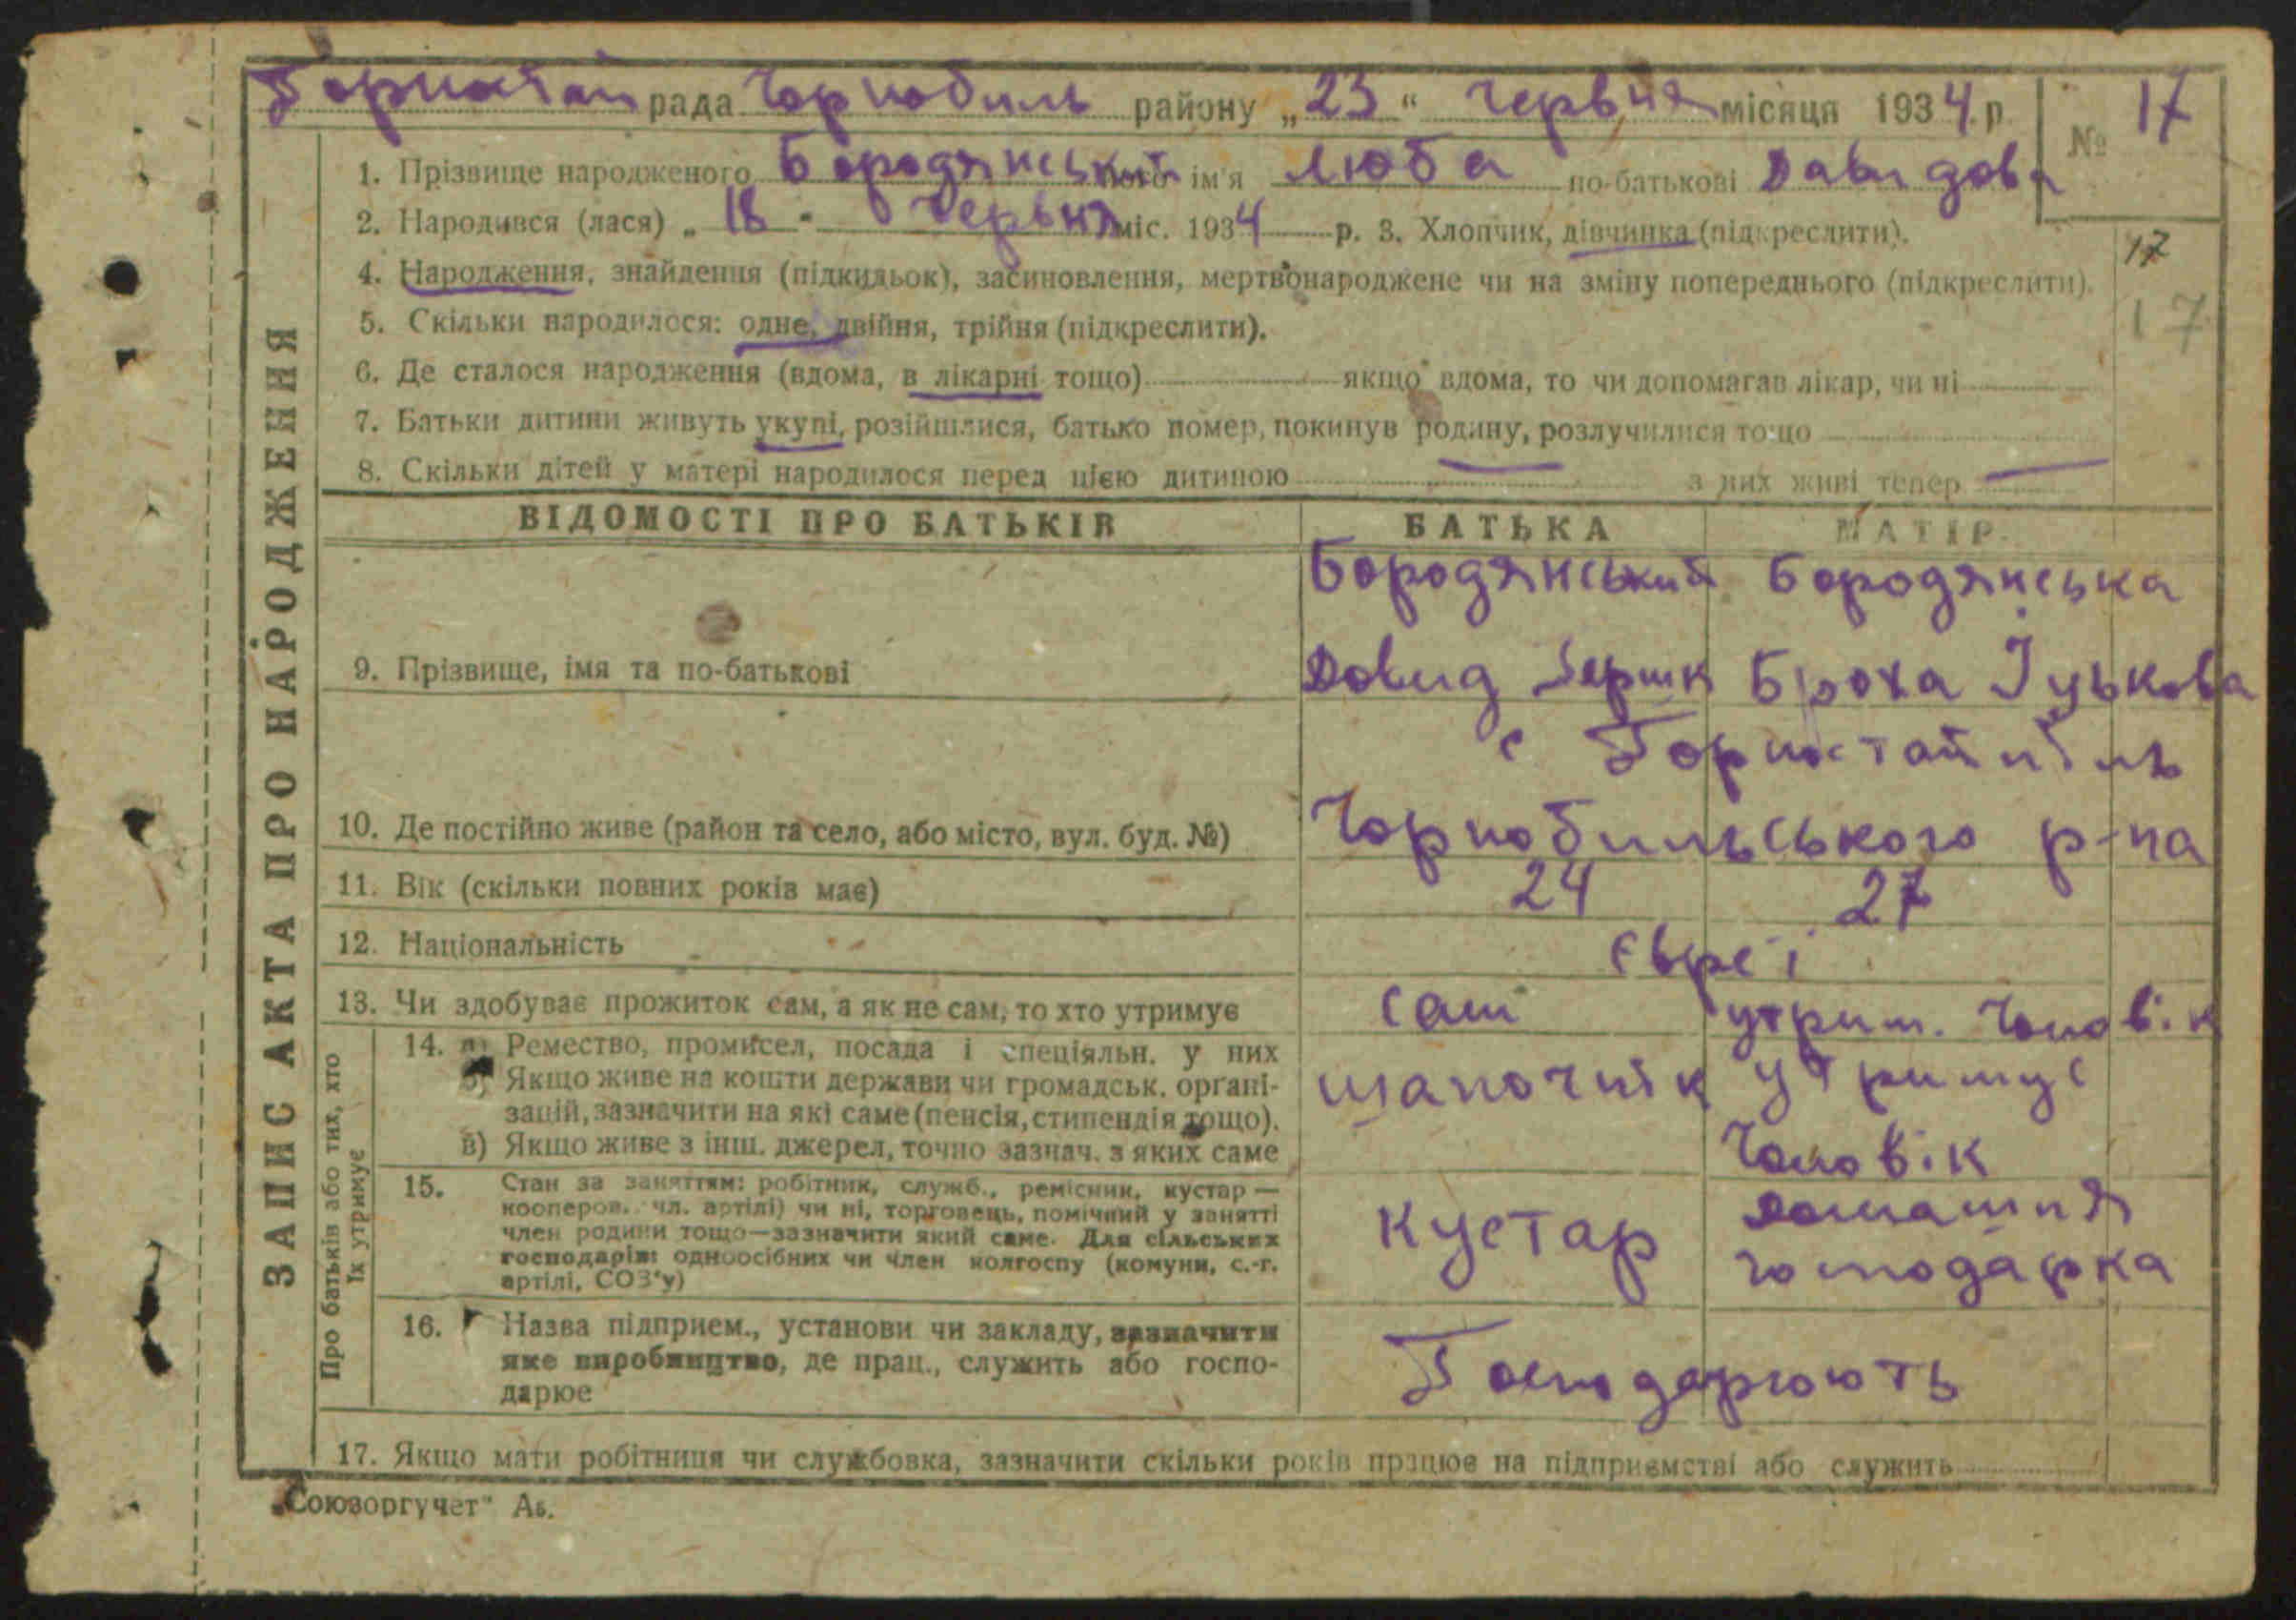 Горностай рада Чорнобиль району „23“ червня місяця 1934 р. № 17
1. Прізвище народженого Бородянський його ім'я Люба по-батькові Давидова
2. Народився (лася) „18" червня міс. 1934 р. 3. Хлопчик, дівчинка (підкреслити).
17
4. Народження, знайдення (підкидьок), засиновлення, мертвонароджене чи на зміну попереднього (підкреслити).
5. Скільки народилося: одне, двійня, трійня (підкреслити).
17
6. Де сталося народження (вдома, в лікарні тощо) якщо вдома, то чи допомагав лікар, чи ні
7. Батьки дитини живуть укупі, розійшлися, батько помер, покинув родину, розлучилися тощо
8. Скільки дітей у матері народилося перед цією дитиною — з них живі тепер —
ЗАПИС АКТА ПРО НАРОДЖЕННЯ
ВІДОМОСТІ ПРО БАТЬКІВ БАТЬКА МАТІР
Бородянський Бородянська
9. Прізвище, імя та по-батькові Довид Гершк Броха Іуькова
с Горностайпіль
10. Де постійно живе (район та село, або місто, вул. буд. №) Чорнобильського р-на
11. Вік (скільки повних років має) 24 27
12. Національність євреї
13. Чи здобуває прожиток сам, а як не сам, то хто утримує сам утрим. чоловік
Про батьків або тих, хто їх утримує
14. а) Ремество, промисел, посада і спеціяльн. у них
б) Якщо живе на кошти держави чи громадськ. органі-
зацій, зазначити на які саме (пенсія, стипендія тощо).
в) Якщо живе з інш. джерел, точно зазнач. з яких саме
шапочнік утримує
чоловік
15. Стан за заняттям: робітник, служб., ремісник, кустар —
кооперов. чл. артілі) чи ні, торговець, помічний у занятті
член родини тощо—зазначити який саме. Для сільських
господарів: одноосібних чи член колгоспу (комуни, с.-г.
артілі, СОЗ'у)
кустар домашня
господарка
16. Назва підприєм., установи чи закладу, зазначити
яке виробництво, де прац., служить або госпо-
дарює
Господарюють
17. Якщо мати робітниця чи службовка, зазначити скільки років працює на підприємстві або служить
„Союзоргучет" Аб.